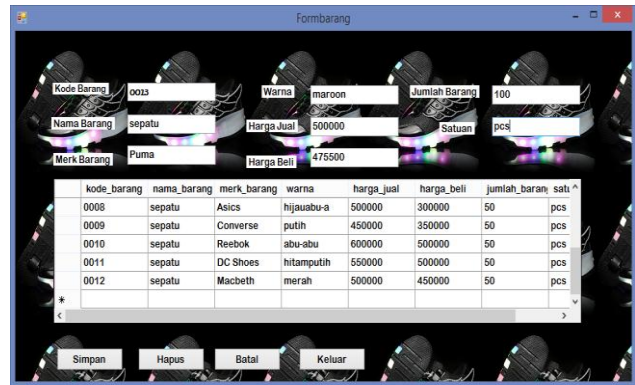 Formbarang
Kode Barang 0013 Warna maroon Jumlah Barang 100
Nama Barang sepatu Harga Jual 500000 Satuan pcs
Merk Barang Puma Harga Beli 475500
kode_barang nama_barang merk_barang warna harga_jual harga_beli jumlah_barang satu
0008 sepatu Asics hijauabu-a 500000 300000 50 pcs
0009 sepatu Converse putih 450000 350000 50 pcs
0010 sepatu Reebok abu-abu 600000 500000 50 pcs
0011 sepatu DC Shoes hitamputih 550000 500000 50 pcs
0012 sepatu Macbeth merah 500000 450000 50 pcs
Simpan Hapus Batal Keluar